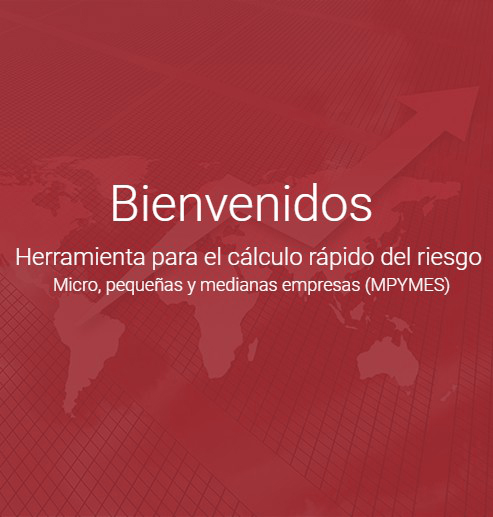 Bienvenidos
Herramienta para el cálculo rápido del riesgo
Micro, pequeñas y medianas empresas (MPYMES)